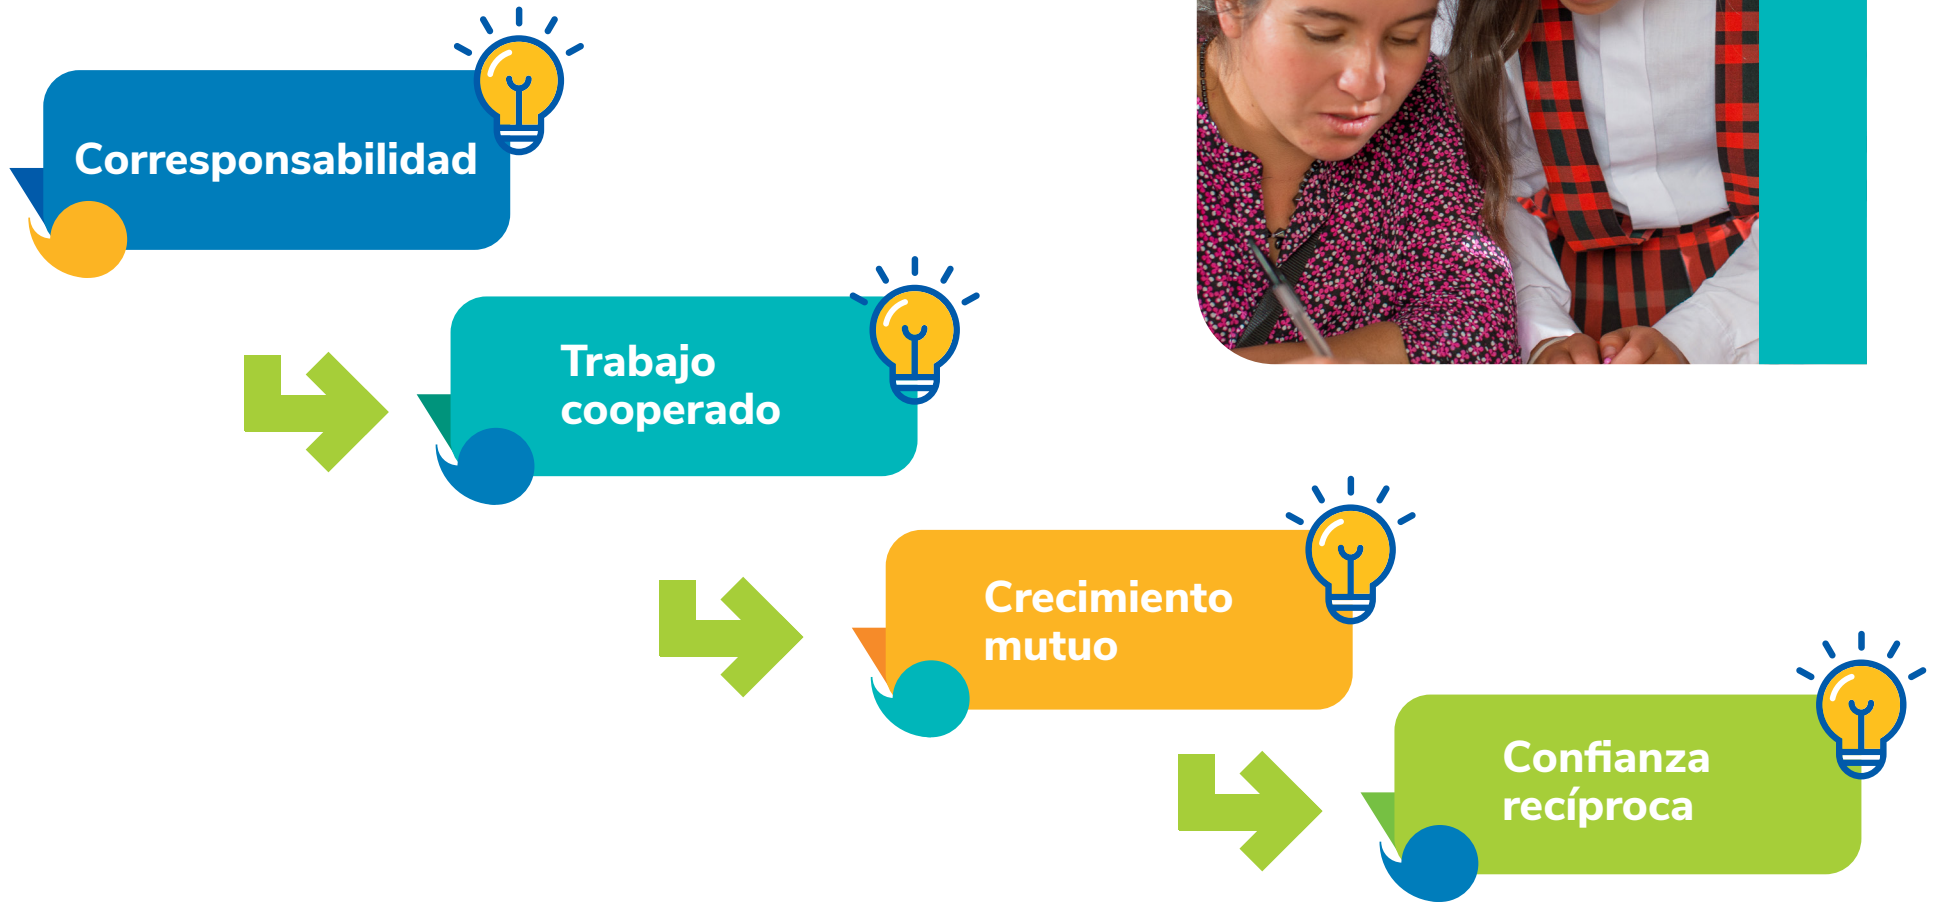 Corresponsabilidad
Trabajo
cooperado
Crecimiento
mutuo
Confianza
recíproca